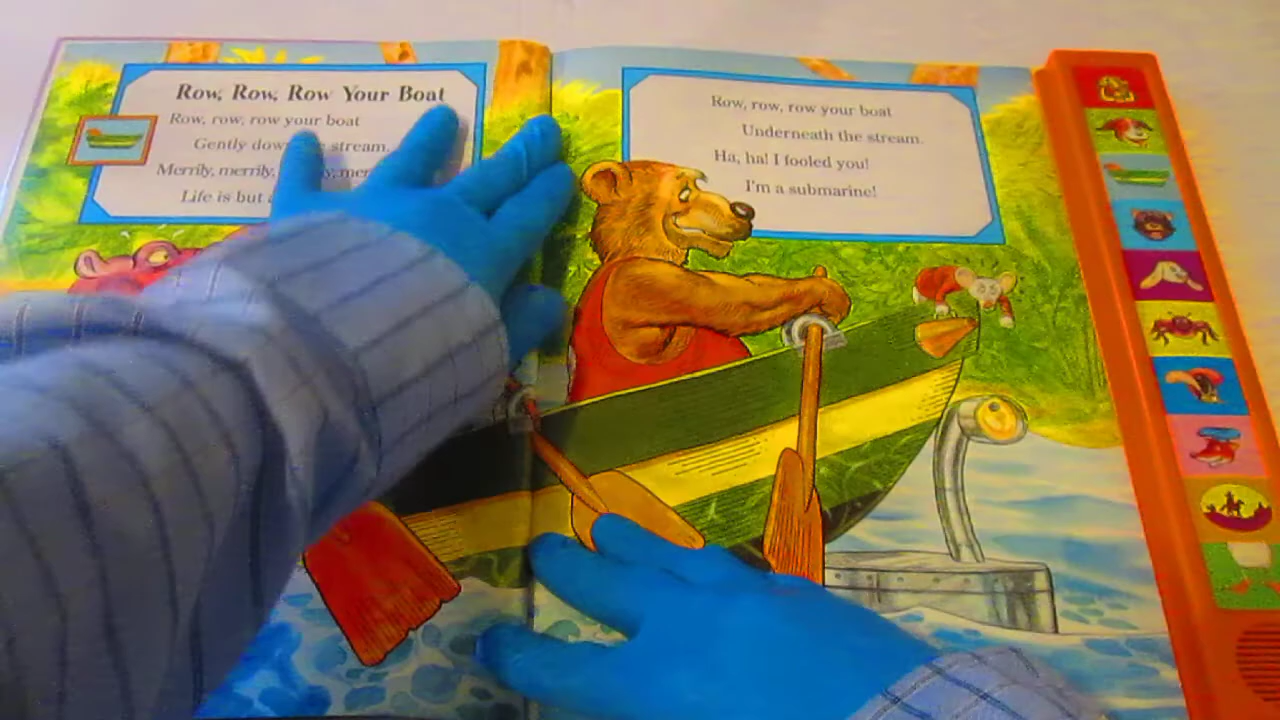 Row, Row, Row Your Boat
Row, row, row your boat
Gently down stream.
Merrily, merrily,
Life is but
Row, row, row your boat
Underneath the stream.
Ha, ha! I fooled you!
I'm a submarine!